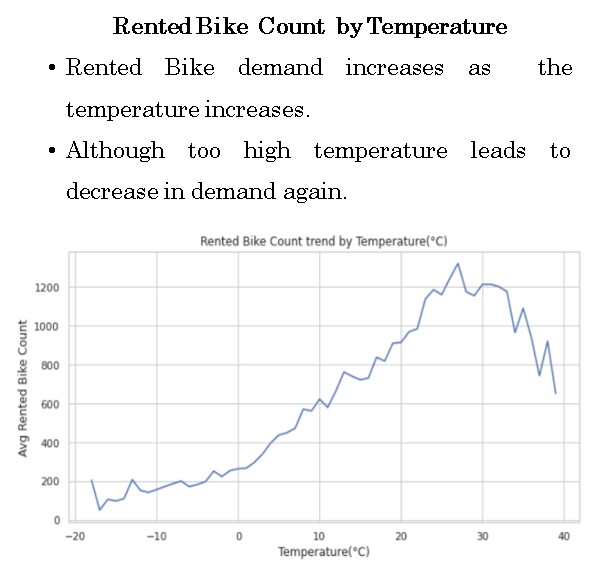 Rented Bike Count by Temperature
• Rented Bike demand increases as the
temperature increases.
• Although too high temperature leads to
decrease in demand again.
Rented Bike Count trend by Temperature(°C)
Avg Rented Bike Count
1200
1000
800
600
400
200
0
−20 −10 0 10 20 30 40
Temperature(°C)